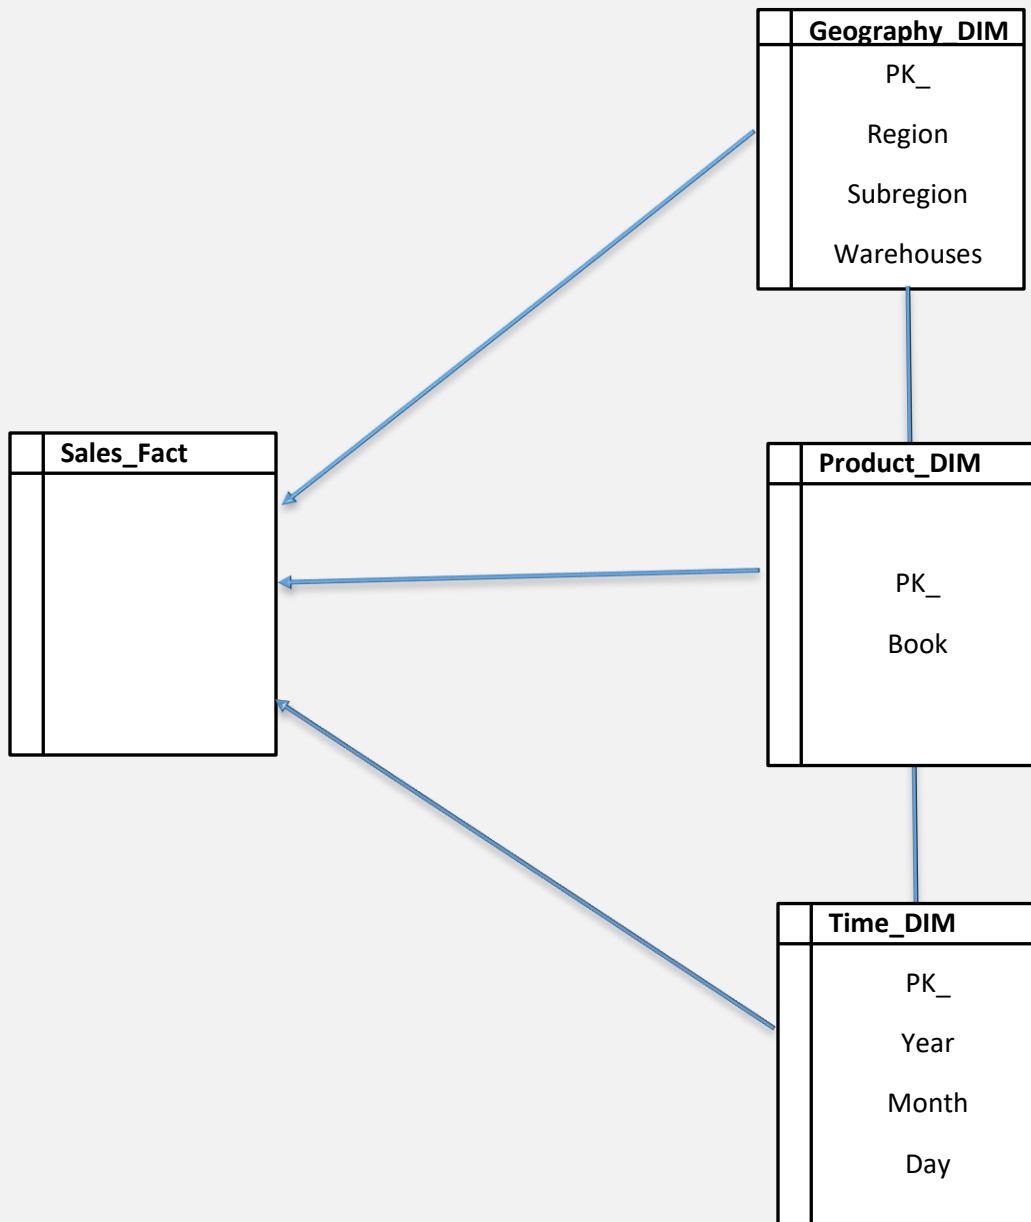 Geography_DIM
PK_
Region
Subregion
Warehouses
Sales_Fact
Product_DIM
PK_
Book
Time_DIM
PK_
Year
Month
Day